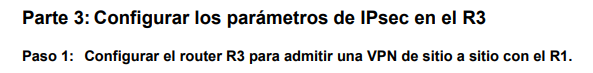 Parte 3: Configurar los parámetros de IPsec en el R3
Paso 1: Configurar el router R3 para admitir una VPN de sitio a sitio con el R1.